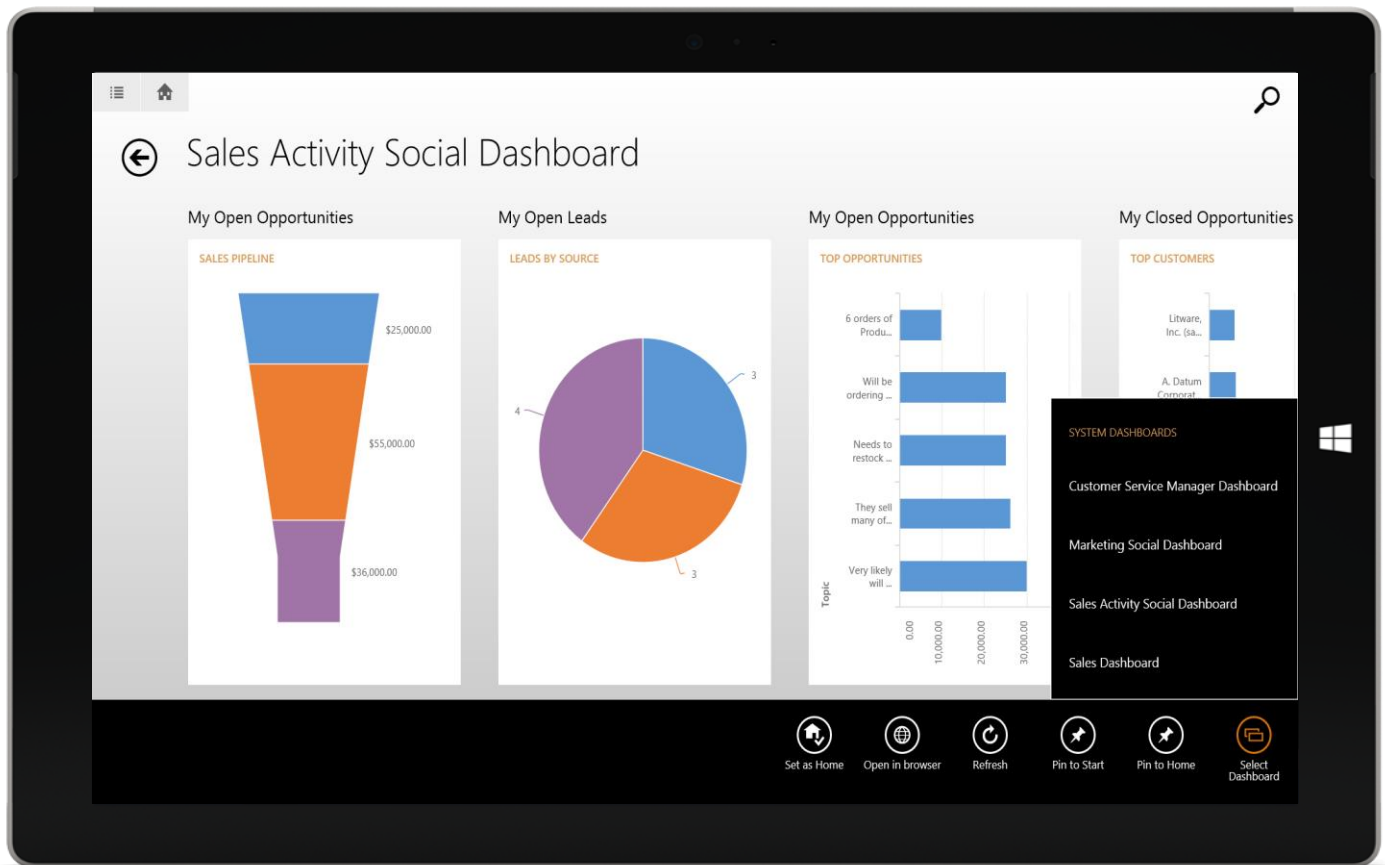 Sales Activity Social Dashboard
My Open Opportunities
SALES PIPELINE
$25,000.00
$55,000.00
$36,000.00
My Open Leads
LEADS BY SOURCE
3
4
3
My Open Opportunities
TOP OPPORTUNITIES
6 orders of
Produ...
Will be
ordering ...
Needs to
restock ...
They sell
many of...
Very likely
will ...
Topic
0.00
10,000.00
20,000.00
30,000.00
My Closed Opportunities
TOP CUSTOMERS
Litware,
Inc. (sa...
A. Datum
Corporat...
SYSTEM DASHBOARDS
Customer Service Manager Dashboard
Marketing Social Dashboard
Sales Activity Social Dashboard
Sales Dashboard
Set as Home
Open in browser
Refresh
Pin to Start
Pin to Home
Select
Dashboard